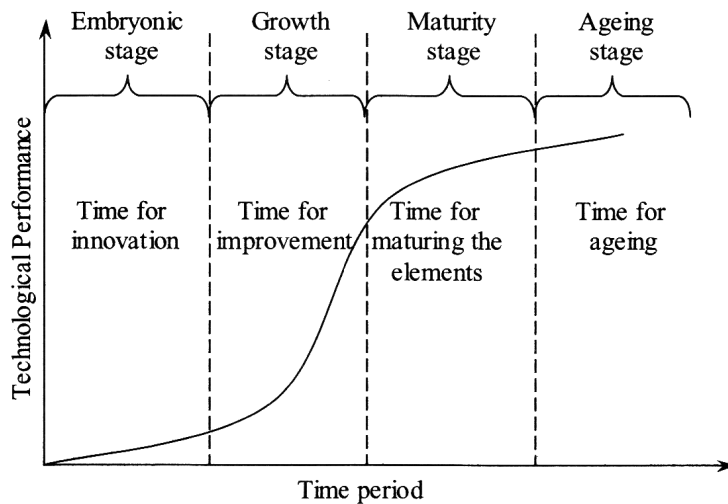 Embryonic
stage
Growth
stage
Maturity
stage
Ageing
stage
Technological Performance
Time for
innovation
Time for
improvement
Time for
maturing the
elements
Time for
ageing
Time period